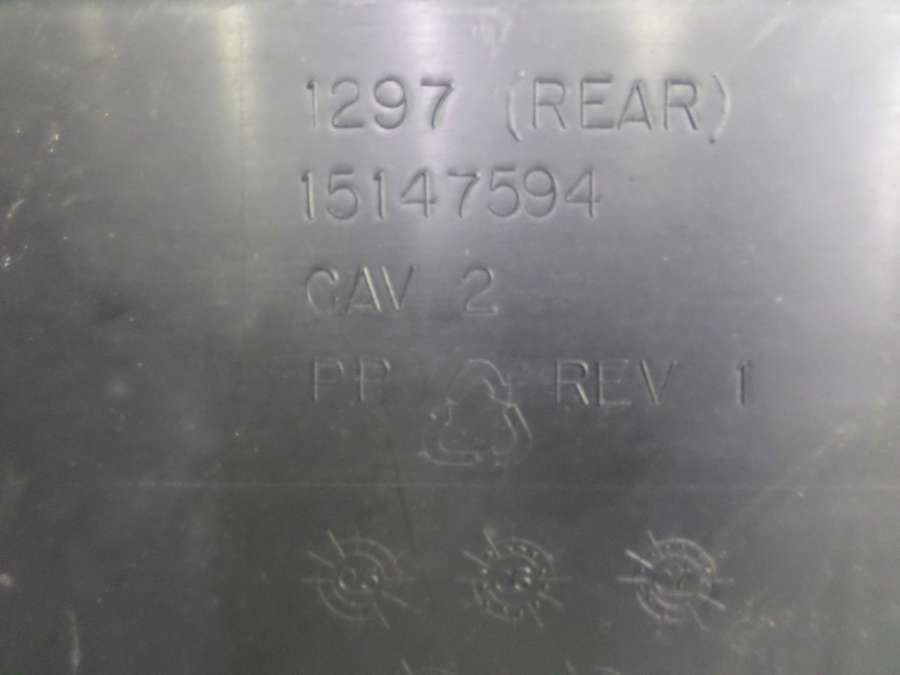 1297 (REAR)
15147594
CAV 2
PP REV 1